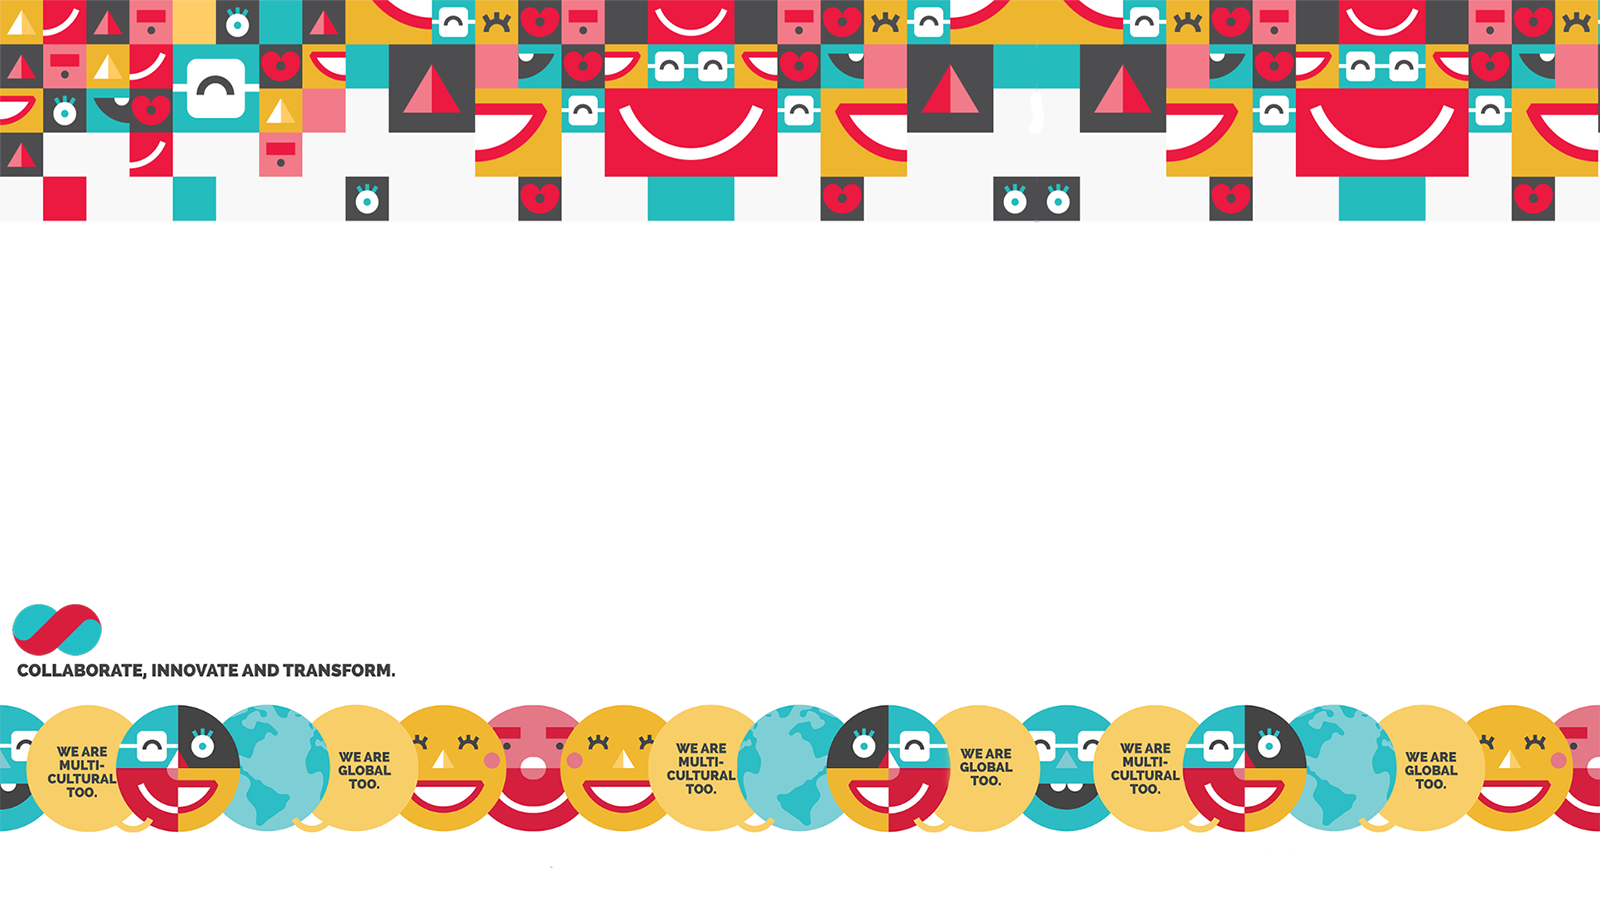 COLLABORATE, INNOVATE AND TRANSFORM.
WE ARE
MULTI-
CULTURAL
TOO.
WE ARE
GLOBAL
TOO.
WE ARE
MULTI-
CULTURAL
TOO.
WE ARE
GLOBAL
TOO.
WE ARE
MULTI-
CULTURAL
TOO.
WE ARE
GLOBAL
TOO.